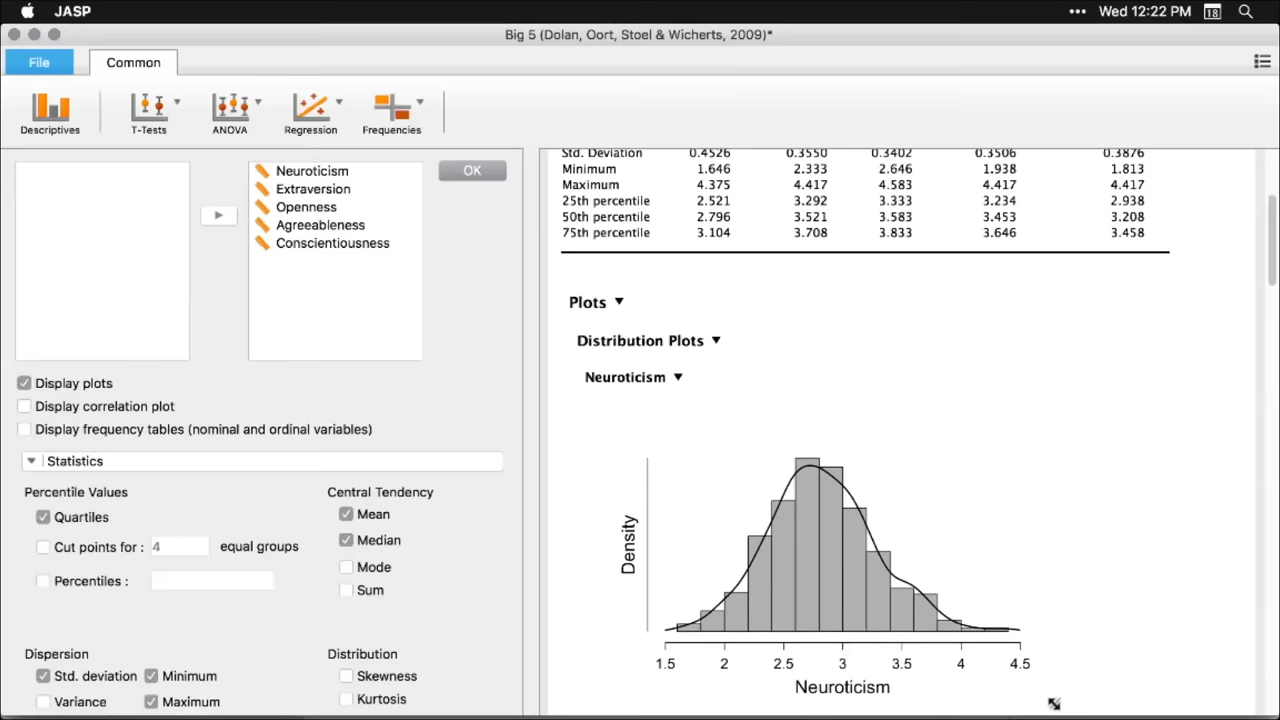 JASP
Wed 12:22 PM
18
Big 5 (Dolan, Oort, Stoel & Wicherts, 2009)*
File
Common
Descriptives
T-Tests
ANOVA
Regression
Frequencies
Neuroticism
Extraversion
Openness
Agreeableness
Conscientiousness
OK
Display plots
Display correlation plot
Display frequency tables (nominal and ordinal variables)
Statistics
Percentile Values
Quartiles
Cut points for : 4 equal groups
Percentiles :
Central Tendency
Mean
Median
Mode
Sum
Dispersion
Std. deviation
Minimum
Variance
Maximum
Distribution
Skewness
Kurtosis
Std. Deviation 0.4526 0.3550 0.3402 0.3506 0.3876
Minimum 1.646 2.333 2.646 1.938 1.813
Maximum 4.375 4.417 4.583 4.417 4.417
25th percentile 2.521 3.292 3.333 3.234 2.938
50th percentile 2.796 3.521 3.583 3.453 3.208
75th percentile 3.104 3.708 3.833 3.646 3.458
Plots
Distribution Plots
Neuroticism
Density
1.5 2 2.5 3 3.5 4 4.5
Neuroticism